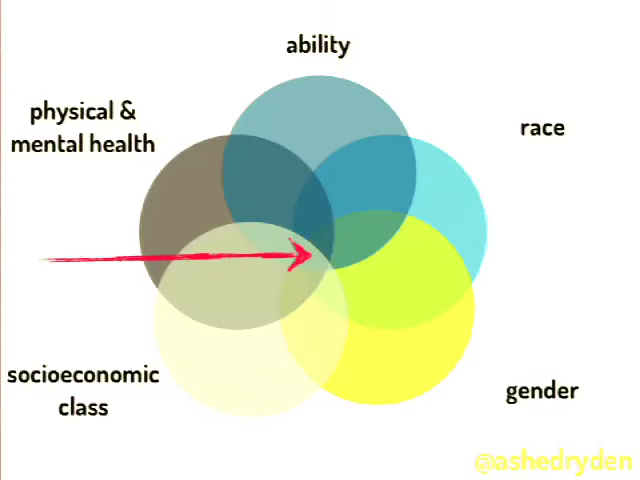 ability
physical &
mental health
race
socioeconomic
class
gender
@ashedryden